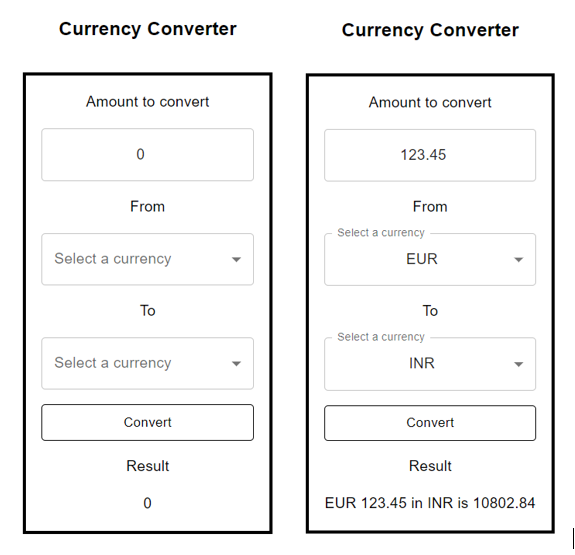 Currency Converter
Amount to convert
0
From
Select a currency
To
Select a currency
Convert
Result
0
Currency Converter
Amount to convert
123.45
From
Select a currency
EUR
To
Select a currency
INR
Convert
Result
EUR 123.45 in INR is 10802.84